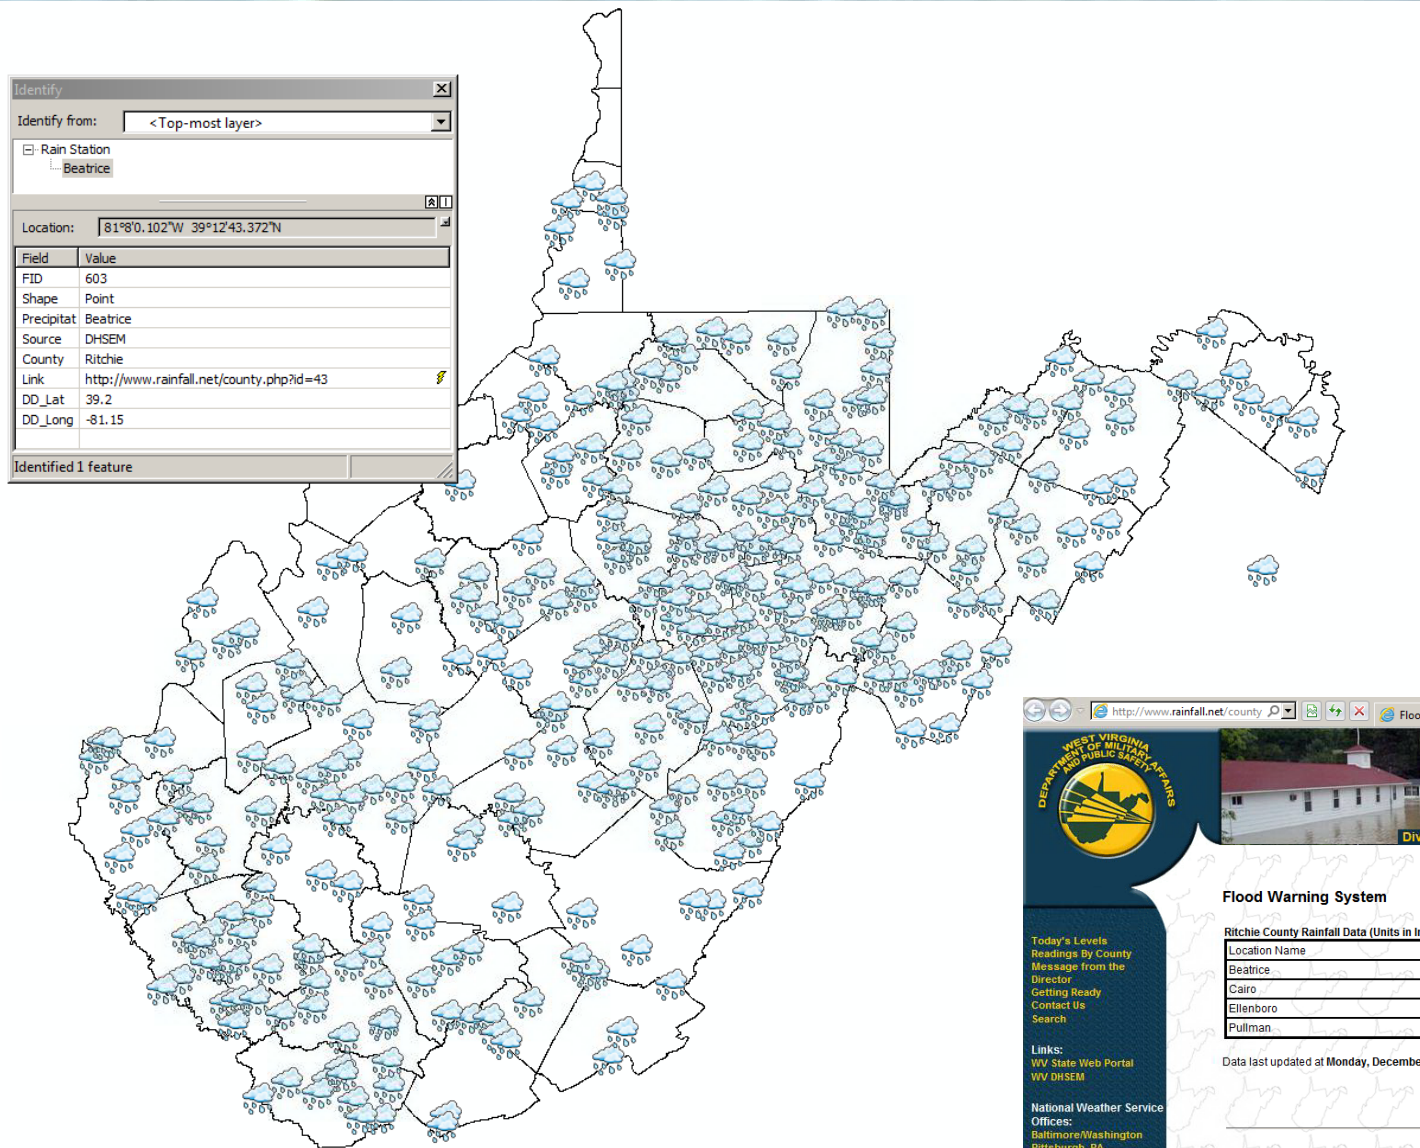 Identify
Identify from: <Top-most layer>
Rain Station
Beatrice
Location: 81°8'0.102"W 39°12'43.372"N
Field Value
FID 603
Shape Point
Precipitat Beatrice
Source DHSEM
County Ritchie
Link http://www.rainfall.net/county.php?id=43
DD_Lat 39.2
DD_Long -81.15
Identified 1 feature
http://www.rainfall.net/county
Floo
WEST VIRGINIA
DEPARTMENT OF MILITARY AFFAIRS
AND PUBLIC SAFETY
Div
Flood Warning System
Today's Levels
Readings By County
Message from the
Director
Getting Ready
Contact Us
Search
Links:
WV State Web Portal
WV DHSEM
National Weather Service
Offices:
Baltimore/Washington
Pittsburgh, PA
Ritchie County Rainfall Data (Units in In
Location Name
Beatrice
Cairo
Ellenboro
Pullman
Data last updated at Monday, Decembe